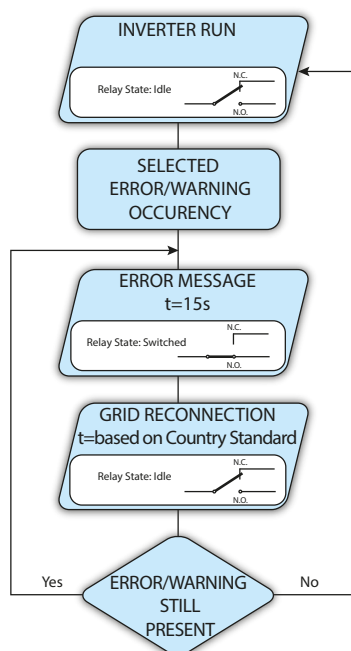 INVERTER RUN
N.C.
Relay State: Idle
N.O.
SELECTED
ERROR/WARNING
OCCURENCY
ERROR MESSAGE
t=15s
N.C.
Relay State: Switched
N.O.
GRID RECONNECTION
t=based on Country Standard
N.C.
Relay State: Idle
N.O.
Yes
ERROR/WARNING
STILL
PRESENT
No